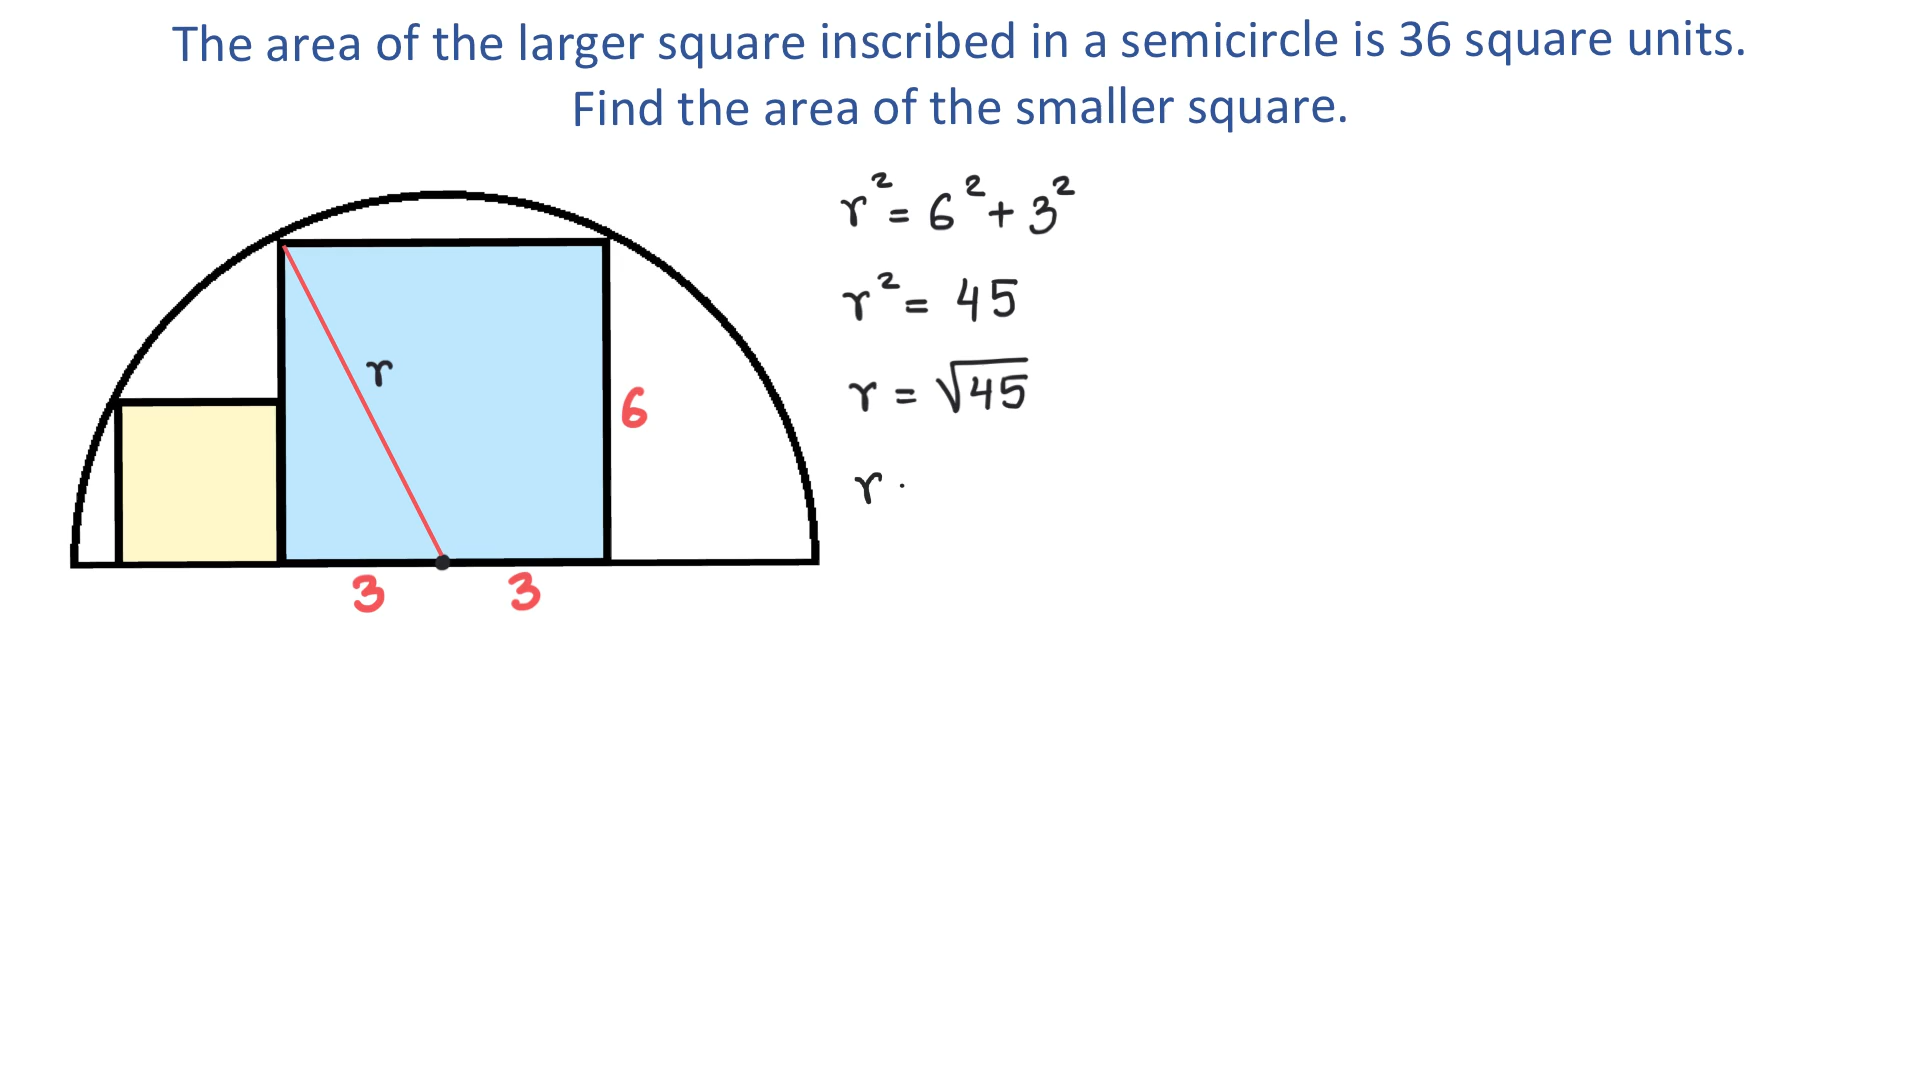 The area of the larger square inscribed in a semicircle is 36 square units.
Find the area of the smaller square.
r² = 6² + 3²
r² = 45
r = √45
r ·
r
6
3 3